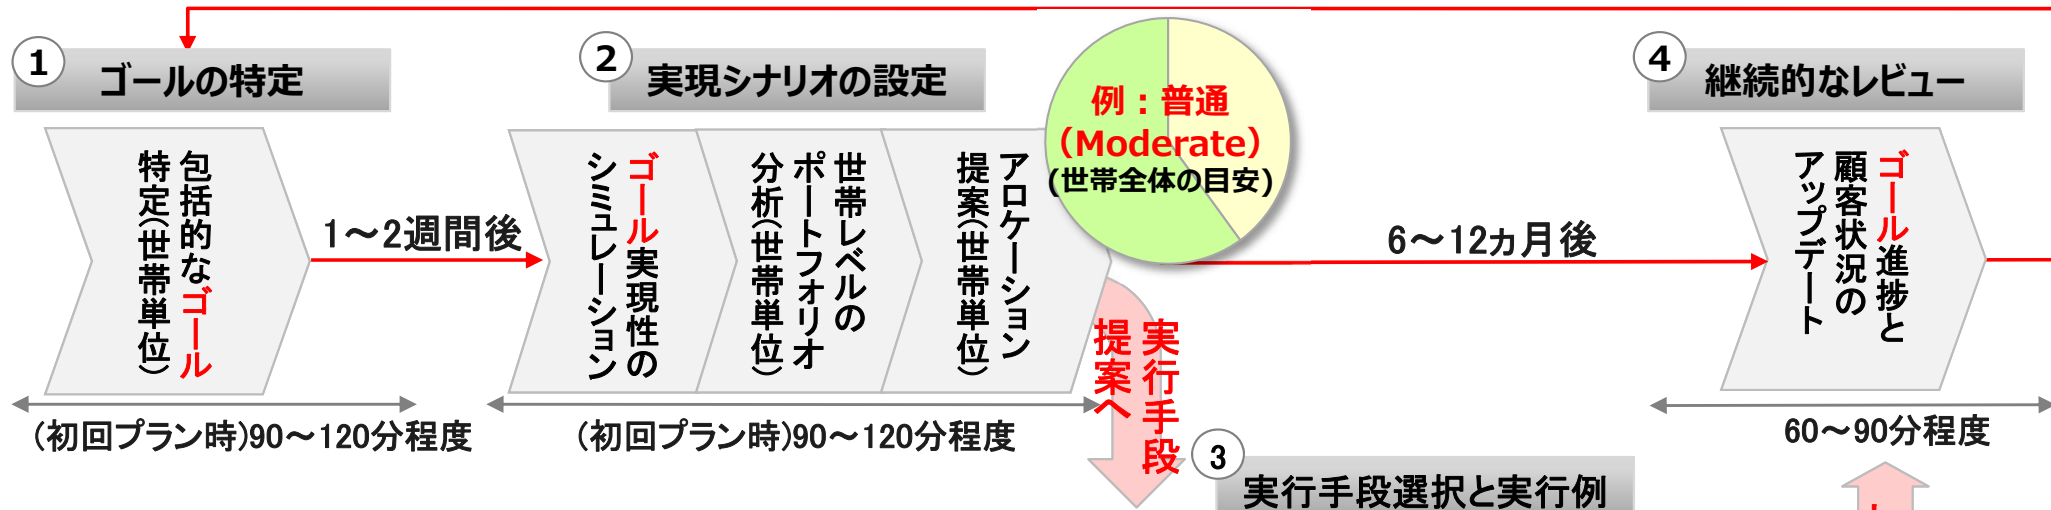 1
ゴールの特定
2
実現シナリオの設定
4
継続的なレビュー
例：普通
（Moderate）
(世帯全体の目安)
包括的なゴール
特定(世帯単位)
1～2週間後
ゴール実現性の
シミュレーション
世帯レベルの
ポートフォリオ
分析(世帯単位)
アロケーション
提案(世帯単位)
6～12ヵ月後
ゴール進捗と
顧客状況の
アップデート
実行手段
提案へ
(初回プラン時)90～120分程度
(初回プラン時)90～120分程度
60～90分程度
3
実行手段選択と実行例